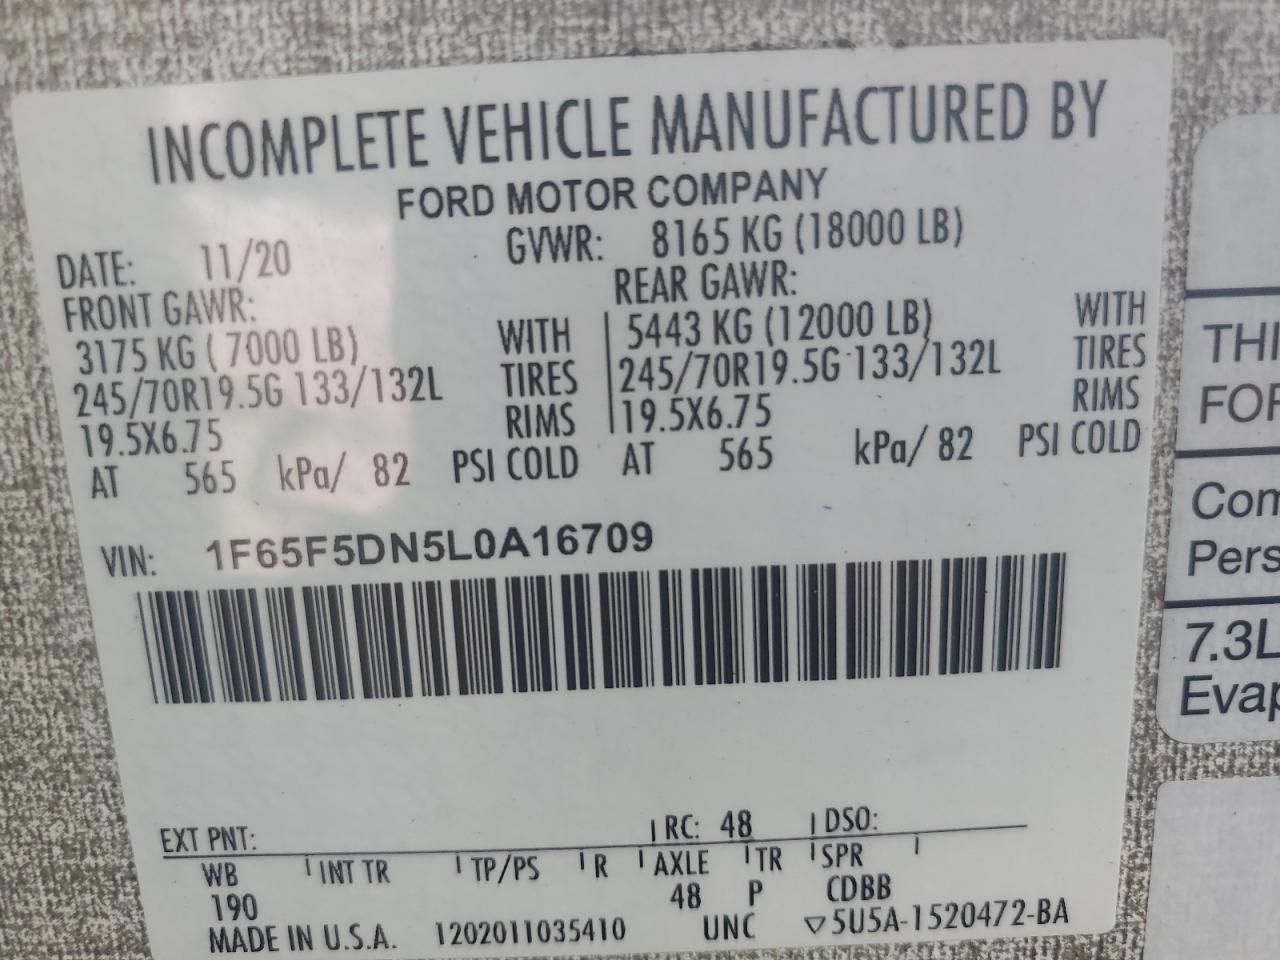 INCOMPLETE VEHICLE MANUFACTURED BY
FORD MOTOR COMPANY
DATE: 11/20 GVWR: 8165 KG (18000 LB)
FRONT GAWR: REAR GAWR:
3175 KG ( 7000 LB) WITH 5443 KG (12000 LB) WITH
245/70R19.5G 133/132L TIRES 245/70R19.5G 133/132L TIRES
19.5X6.75 RIMS 19.5X6.75 RIMS
AT 565 kPa/ 82 PSI COLD AT 565 kPa/ 82 PSI COLD
VIN: 1F65F5DN5L0A16709
EXT PNT: RC: 48 DSO:
WB INT TR TP/PS R AXLE TR SPR
190 48 P CDBB
MADE IN U.S.A. 1202011035410 UNC ▽5U5A-1520472-BA
THI
FOR
Com
Pers
7.3L
Evap